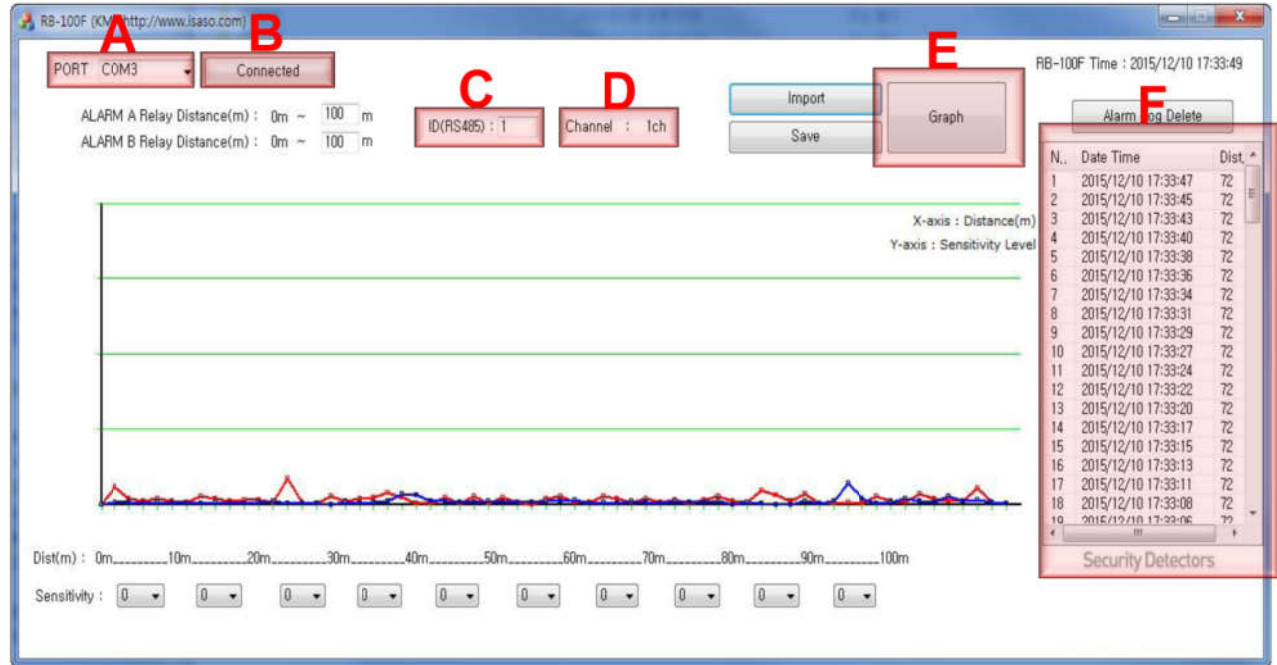 RB-100F (KM http://www.isaso.com)
A
B
C
D
E
F
PORT COM3
Connected
RB-100F Time : 2015/12/10 17:33:49
ALARM A Relay Distance(m) : 0m ~ 100 m
ALARM B Relay Distance(m) : 0m ~ 100 m
ID(RS485) : 1
Channel : 1ch
Import
Save
Graph
Alarm Log Delete
N.. Date Time Dist.
1 2015/12/10 17:33:47 72
2 2015/12/10 17:33:45 72
3 2015/12/10 17:33:43 72
4 2015/12/10 17:33:40 72
5 2015/12/10 17:33:38 72
6 2015/12/10 17:33:36 72
7 2015/12/10 17:33:34 72
8 2015/12/10 17:33:31 72
9 2015/12/10 17:33:29 72
10 2015/12/10 17:33:27 72
11 2015/12/10 17:33:24 72
12 2015/12/10 17:33:22 72
13 2015/12/10 17:33:20 72
14 2015/12/10 17:33:17 72
15 2015/12/10 17:33:15 72
16 2015/12/10 17:33:13 72
17 2015/12/10 17:33:11 72
18 2015/12/10 17:33:08 72
19 2015/12/10 17:33:06 72
X-axis : Distance(m)
Y-axis : Sensitivity Level
Security Detectors
Dist(m) : 0m 10m 20m 30m 40m 50m 60m 70m 80m 90m 100m
Sensitivity : 0 0 0 0 0 0 0 0 0 0